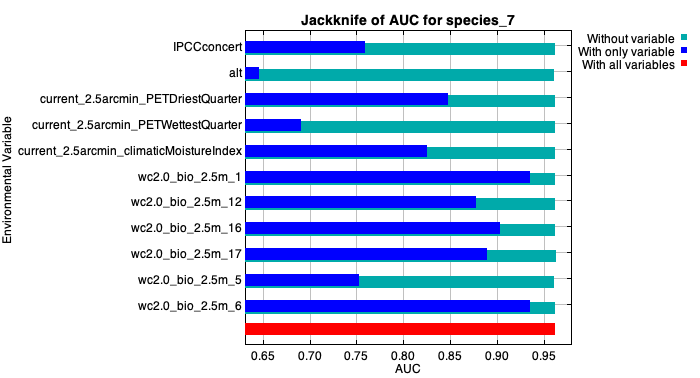 Jackknife of AUC for species_7
Without variable
With only variable
With all variables
Environmental Variable
IPCCconcert
alt
current_2.5arcmin_PETDriestQuarter
current_2.5arcmin_PETWettestQuarter
current_2.5arcmin_climaticMoistureIndex
wc2.0_bio_2.5m_1
wc2.0_bio_2.5m_12
wc2.0_bio_2.5m_16
wc2.0_bio_2.5m_17
wc2.0_bio_2.5m_5
wc2.0_bio_2.5m_6
0.65 0.70 0.75 0.80 0.85 0.90 0.95
AUC